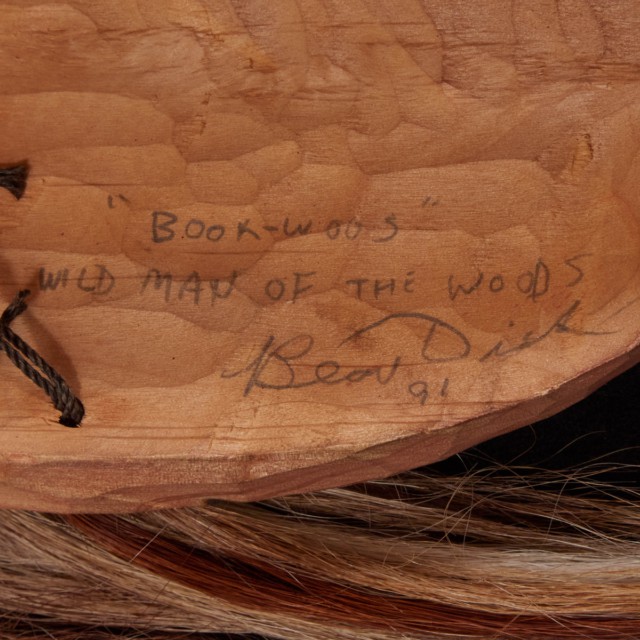 "BOOK-WOOS"
WILD MAN OF THE WOODS
Beau Dick
91